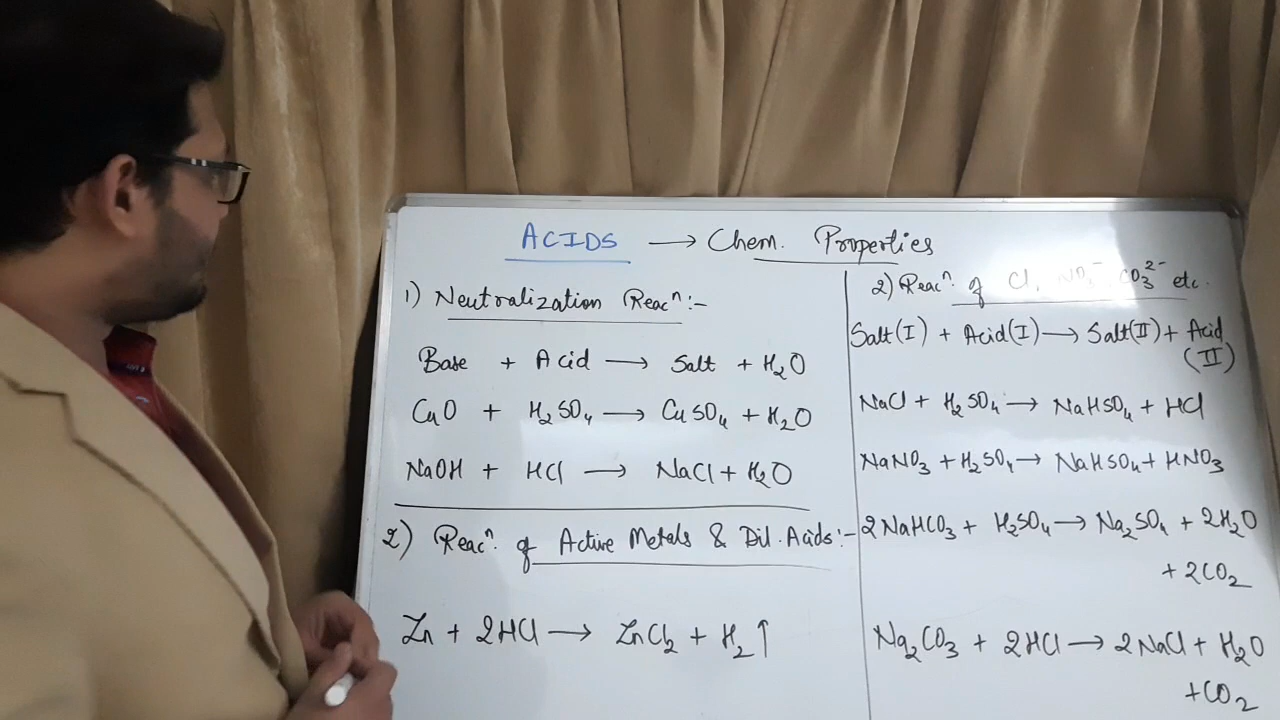 ACIDS → Chem. Properties
1) Neutralization Reacⁿ:-
Base + Acid → Salt + H₂O
CuO + H₂SO₄ → CuSO₄ + H₂O
NaOH + HCl → NaCl + H₂O
2) Reacⁿ. of Active Metals & Dil. Acids:-
Zn + 2HCl → ZnCl₂ + H₂↑
2) Reacⁿ. of Cl, CO₃²⁻ etc.
Salt(I) + Acid(I) → Salt(II) + Acid
(II)
NaCl + H₂SO₄ → NaHSO₄ + HCl
NaNO₃ + H₂SO₄ → NaHSO₄ + HNO₃
2NaHCO₃ + H₂SO₄ → Na₂SO₄ + 2H₂O
+ 2CO₂
Na₂CO₃ + 2HCl → 2NaCl + H₂O
+CO₂